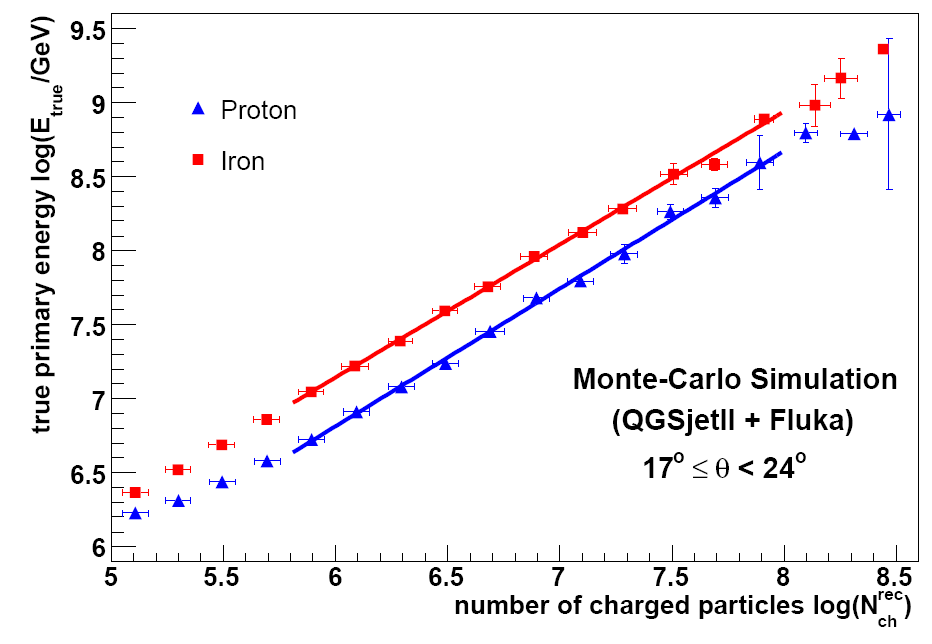 true primary energy log(E_true/GeV)
9.5
9
8.5
8
7.5
7
6.5
6
Proton
Iron
Monte-Carlo Simulation
(QGSjetII + Fluka)
17° ≤ θ < 24°
5 5.5 6 6.5 7 7.5 8 8.5
number of charged particles log(N_ch^rec)